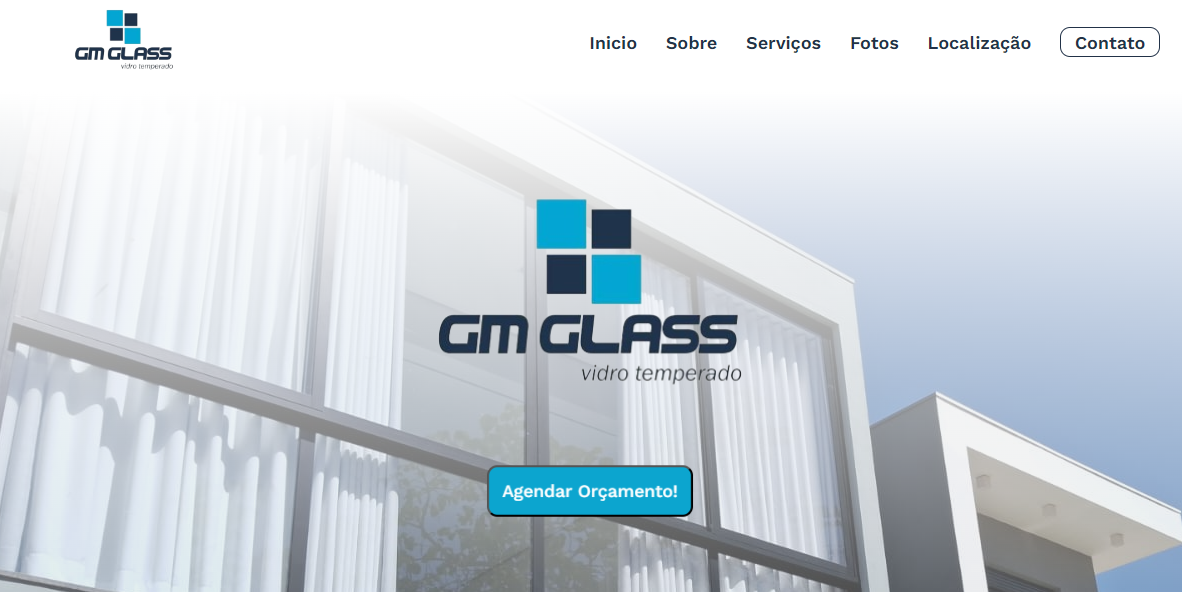 GM GLASS
vidro temperado
Inicio Sobre Serviços Fotos Localização Contato
GM GLASS
vidro temperado
Agendar Orçamento!